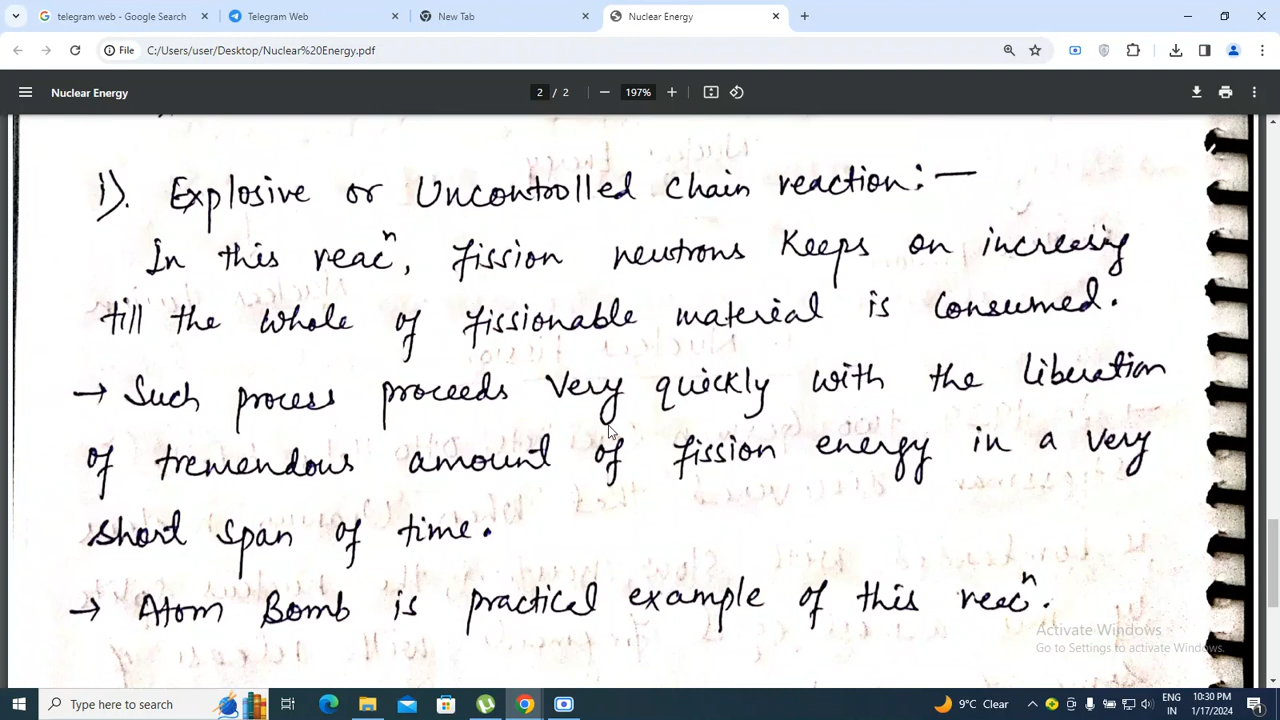 telegram web - Google Search
Telegram Web
New Tab
Nuclear Energy
File
C:/Users/user/Desktop/Nuclear%20Energy.pdf
Nuclear Energy
2 / 2
197%
i). Explosive or Uncontrolled Chain reaction:—
In this reacⁿ, fission neutrons Keeps on increasing
till the whole of fissionable material is Consumed.
→ Such process proceeds Very quickly with the liberation
of tremendous amount of fission energy in a very
short span of time.
→ Atom Bomb is practical example of this reacⁿ.
Activate Windows
Go to Settings to activate Windows.
Type here to search
9°C Clear
ENG
IN
10:30 PM
1/17/2024